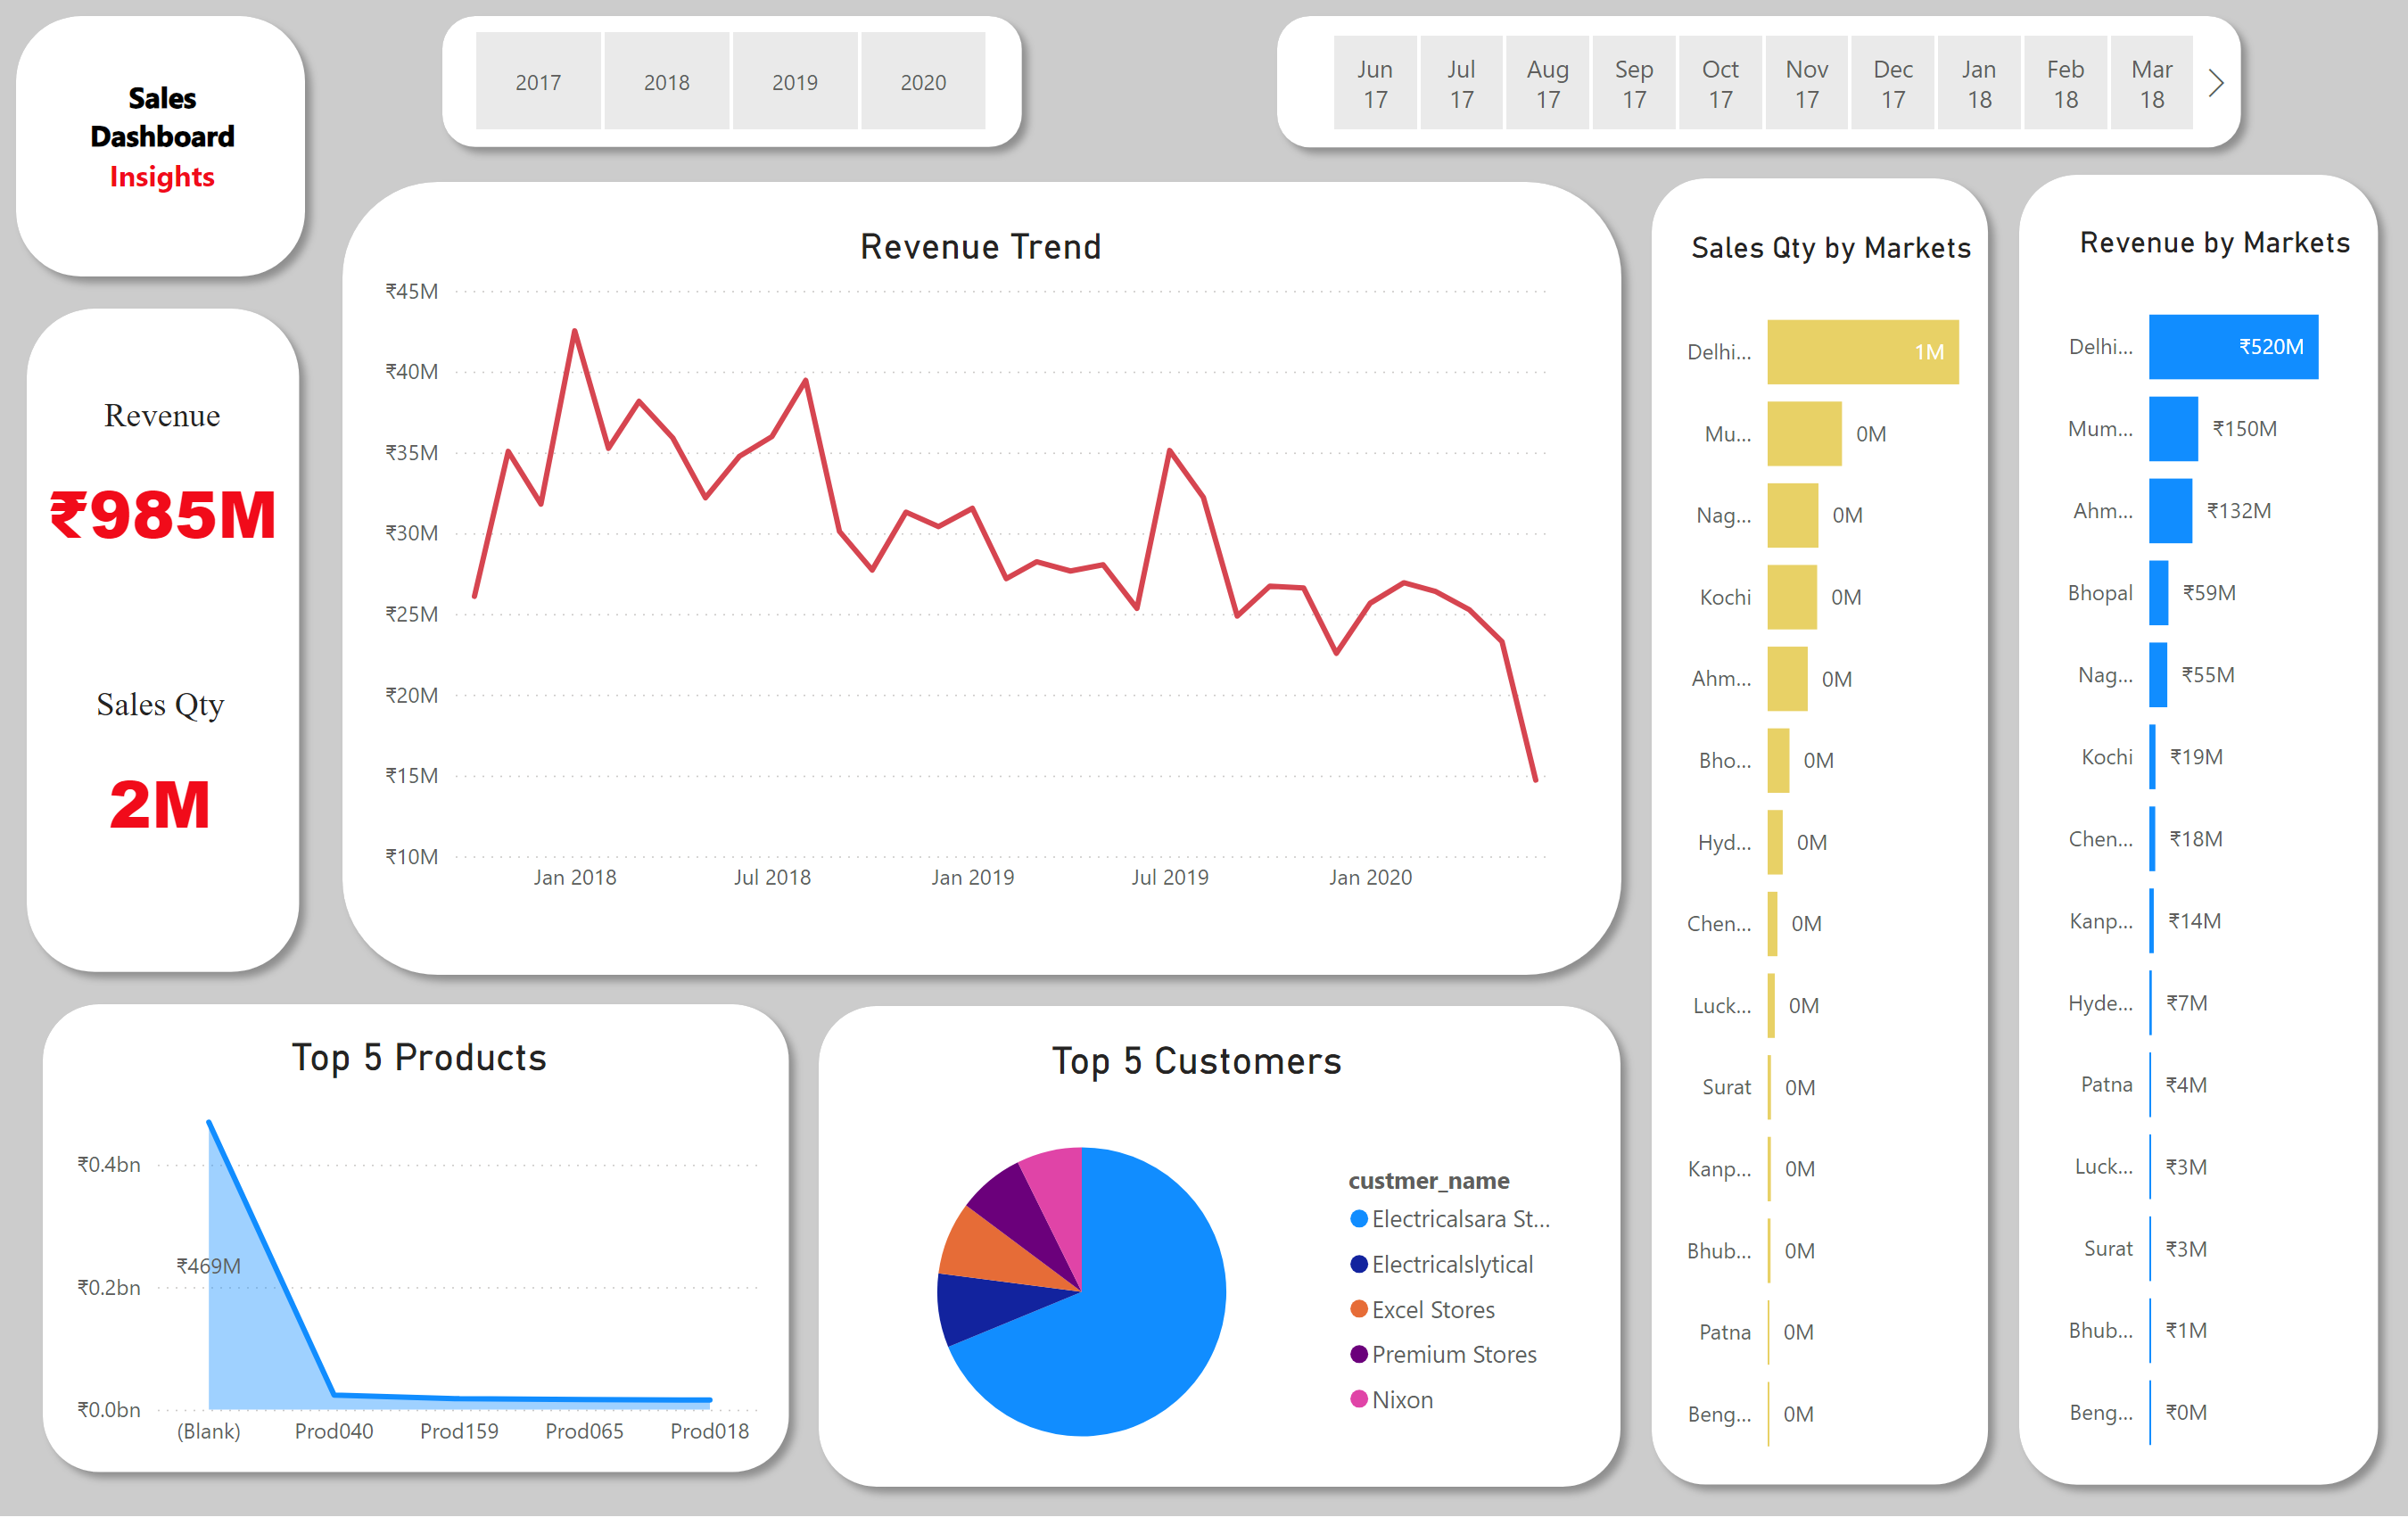 Sales
Dashboard
Insights
2017 2018 2019 2020
Jun 17 Jul 17 Aug 17 Sep 17 Oct 17 Nov 17 Dec 17 Jan 18 Feb 18 Mar 18
Revenue
₹985M
Sales Qty
2M
Revenue Trend
₹45M
₹40M
₹35M
₹30M
₹25M
₹20M
₹15M
₹10M
Jan 2018 Jul 2018 Jan 2019 Jul 2019 Jan 2020
Sales Qty by Markets
Delhi... 1M
Mu... 0M
Nag... 0M
Kochi 0M
Ahm... 0M
Bho... 0M
Hyd... 0M
Chen... 0M
Luck... 0M
Surat 0M
Kanp... 0M
Bhub... 0M
Patna 0M
Beng... 0M
Revenue by Markets
Delhi... ₹520M
Mum... ₹150M
Ahm... ₹132M
Bhopal ₹59M
Nag... ₹55M
Kochi ₹19M
Chen... ₹18M
Kanp... ₹14M
Hyde... ₹7M
Patna ₹4M
Luck... ₹3M
Surat ₹3M
Bhub... ₹1M
Beng... ₹0M
Top 5 Products
₹0.4bn
₹469M
₹0.2bn
₹0.0bn
(Blank) Prod040 Prod159 Prod065 Prod018
Top 5 Customers
custmer_name
Electricalsara St...
Electricalslytical
Excel Stores
Premium Stores
Nixon